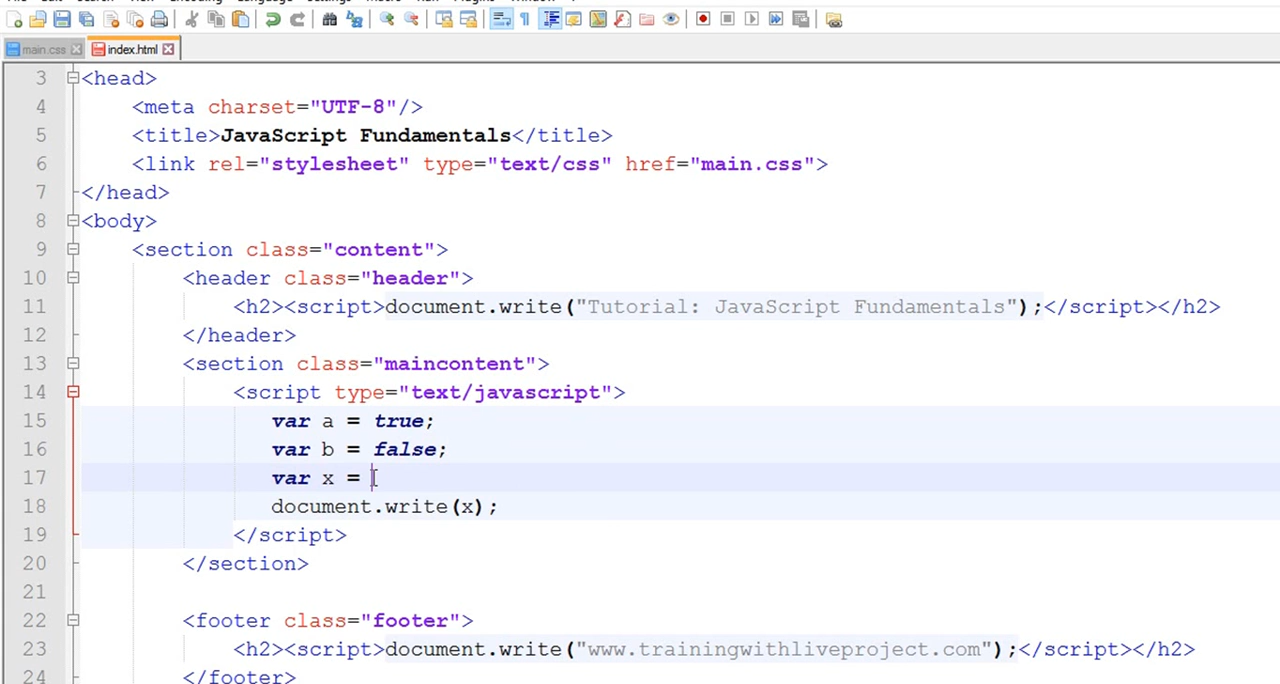 main.css index.html
3 <head>
4 <meta charset="UTF-8"/>
5 <title>JavaScript Fundamentals</title>
6 <link rel="stylesheet" type="text/css" href="main.css">
7 </head>
8 <body>
9 <section class="content">
10 <header class="header">
11 <h2><script>document.write("Tutorial: JavaScript Fundamentals");</script></h2>
12 </header>
13 <section class="maincontent">
14 <script type="text/javascript">
15 var a = true;
16 var b = false;
17 var x =
18 document.write(x);
19 </script>
20 </section>
21
22 <footer class="footer">
23 <h2><script>document.write("www.trainingwithliveproject.com");</script></h2>
24 </footer>